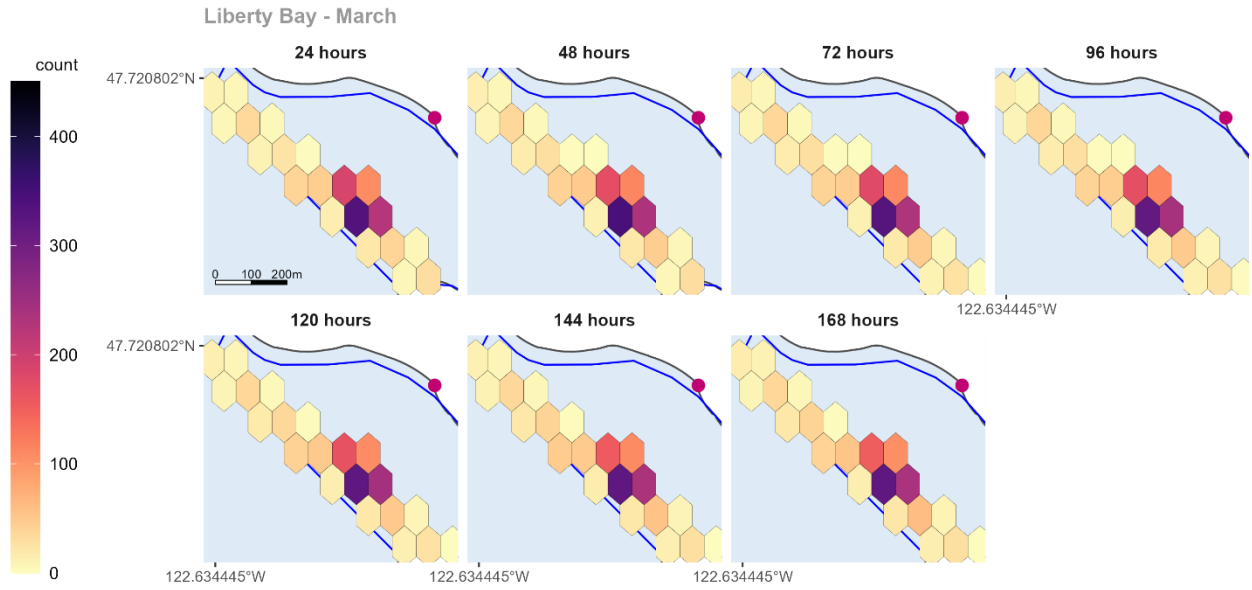 Liberty Bay - March
24 hours
48 hours
72 hours
96 hours
count
400
300
200
100
0
47.720802°N
0 100 200m
122.634445°W
120 hours
144 hours
168 hours
47.720802°N
122.634445°W
122.634445°W
122.634445°W